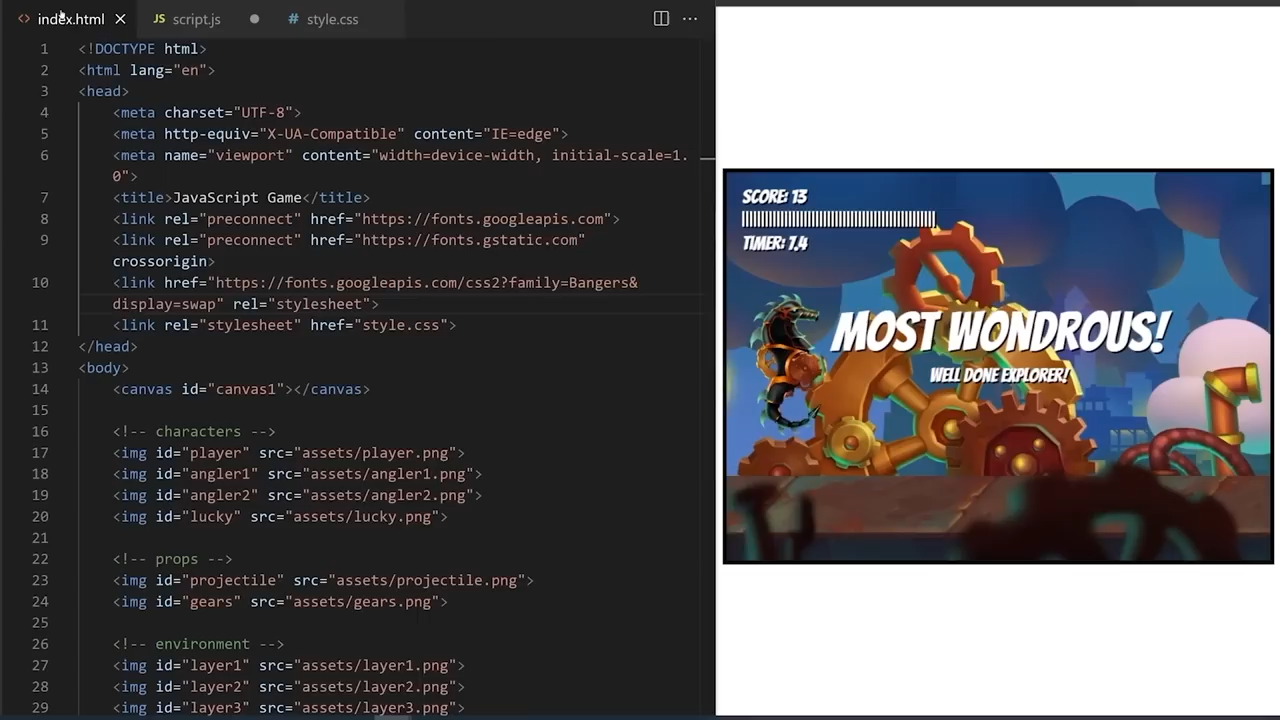 index.html
script.js
style.css
1 <!DOCTYPE html>
2 <html lang="en">
3 <head>
4 <meta charset="UTF-8">
5 <meta http-equiv="X-UA-Compatible" content="IE=edge">
6 <meta name="viewport" content="width=device-width, initial-scale=1.
0">
7 <title>JavaScript Game</title>
8 <link rel="preconnect" href="https://fonts.googleapis.com">
9 <link rel="preconnect" href="https://fonts.gstatic.com"
crossorigin>
10 <link href="https://fonts.googleapis.com/css2?family=Bangers&
display=swap" rel="stylesheet">
11 <link rel="stylesheet" href="style.css">
12 </head>
13 <body>
14 <canvas id="canvas1"></canvas>
15
16 <!-- characters -->
17 <img id="player" src="assets/player.png">
18 <img id="angler1" src="assets/angler1.png">
19 <img id="angler2" src="assets/angler2.png">
20 <img id="lucky" src="assets/lucky.png">
21
22 <!-- props -->
23 <img id="projectile" src="assets/projectile.png">
24 <img id="gears" src="assets/gears.png">
25
26 <!-- environment -->
27 <img id="layer1" src="assets/layer1.png">
28 <img id="layer2" src="assets/layer2.png">
29 <img id="layer3" src="assets/layer3.png">
SCORE: 13
TIMER: 7.4
MOST WONDROUS!
WELL DONE EXPLORER!